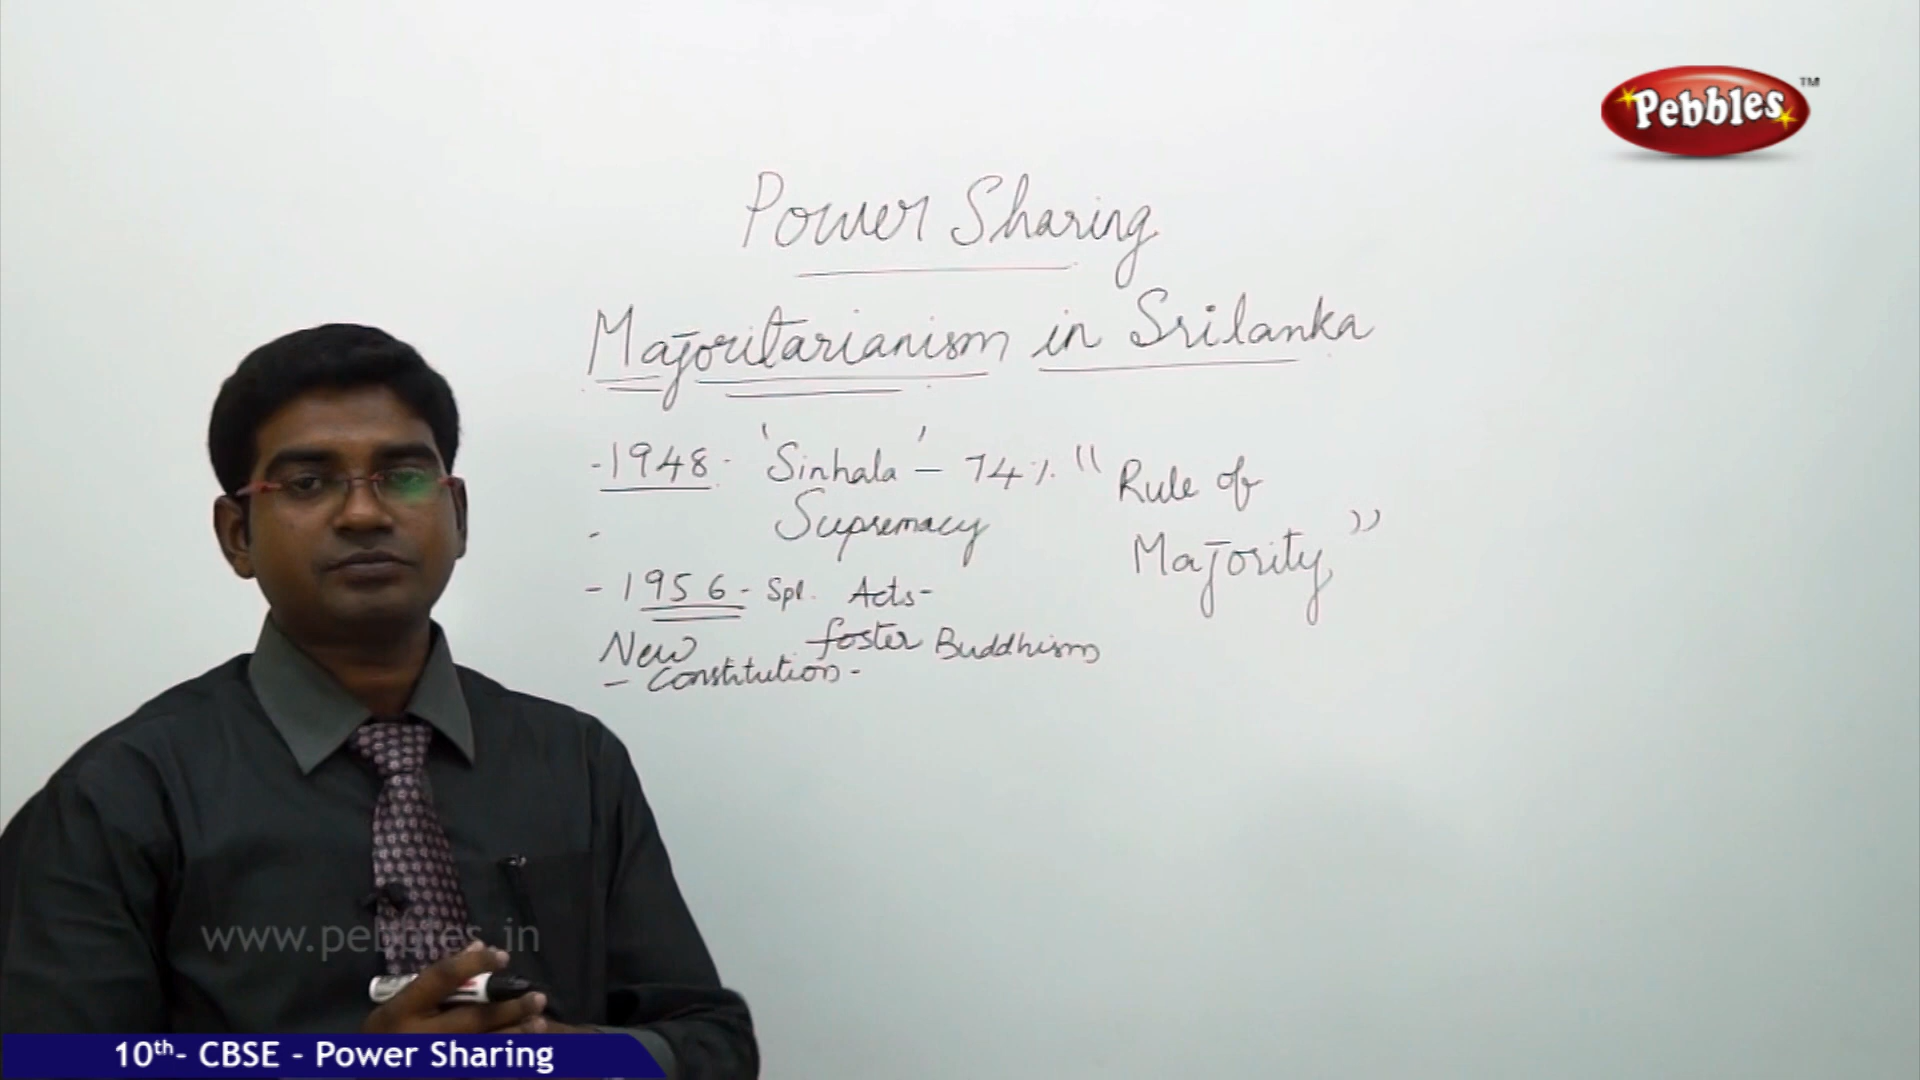 Pebbles™
Power Sharing
Majoritarianism in Srilanka
-1948- 'Sinhala' - 74% "Rule of
Supremacy
Majority"
-
- 1956 - Spl. Acts-
New foster Buddhism
- Constitution -
www.pebbles.in
10th- CBSE - Power Sharing